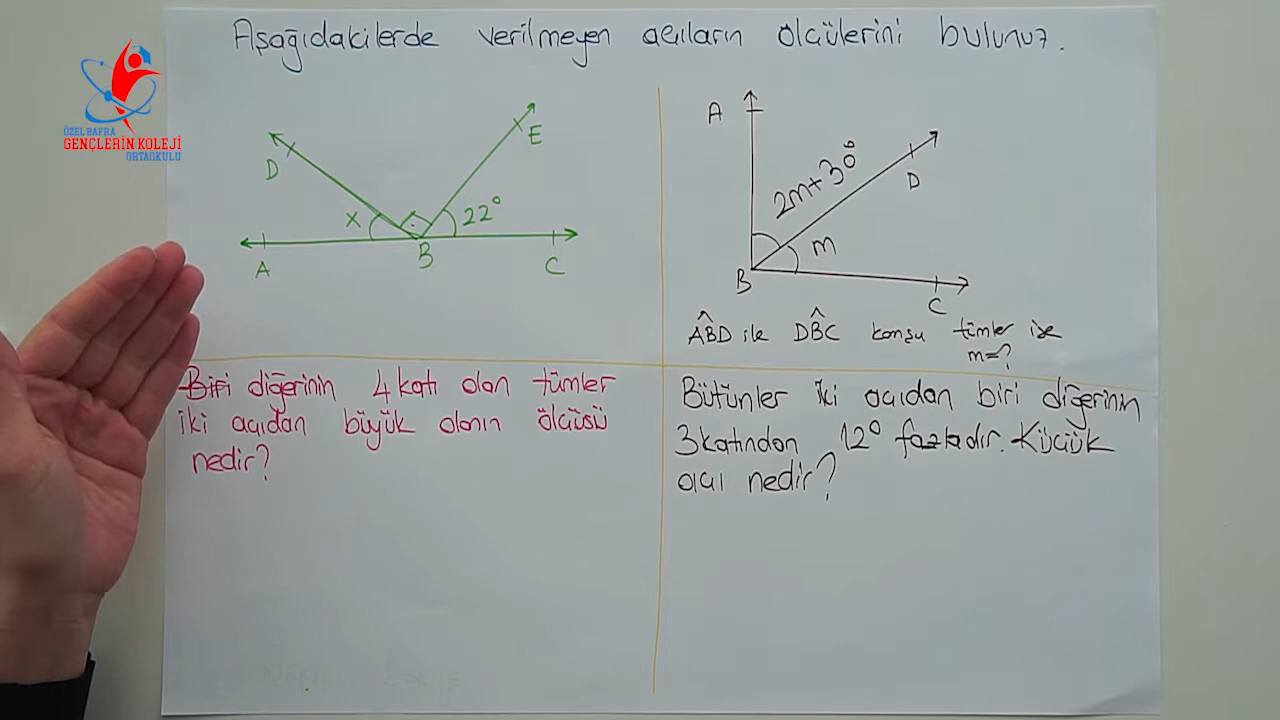 Aşağıdakilerde verilmeyen açıların ölçülerini bulunuz.
ÖZEL BAFRA
GENÇLERİN KOLEJİ
ORTAOKULU
D
E
x
22°
A
B
C
A
2m+30°
D
m
B
C
ABD ile DBC komşu tümler ise
m=?
Biri diğerinin 4 katı olan tümler
iki açıdan büyük olanın ölçüsü
nedir?
Bütünler iki açıdan biri diğerinin
3 katından 12° fazladır. Küçük
açı nedir?